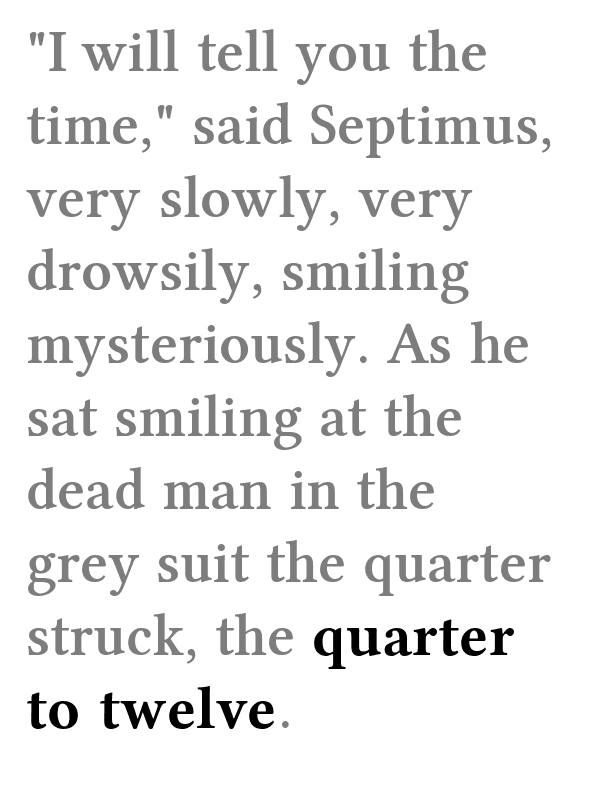 "I will tell you the
time," said Septimus,
very slowly, very
drowsily, smiling
mysteriously. As he
sat smiling at the
dead man in the
grey suit the quarter
struck, the quarter
to twelve.